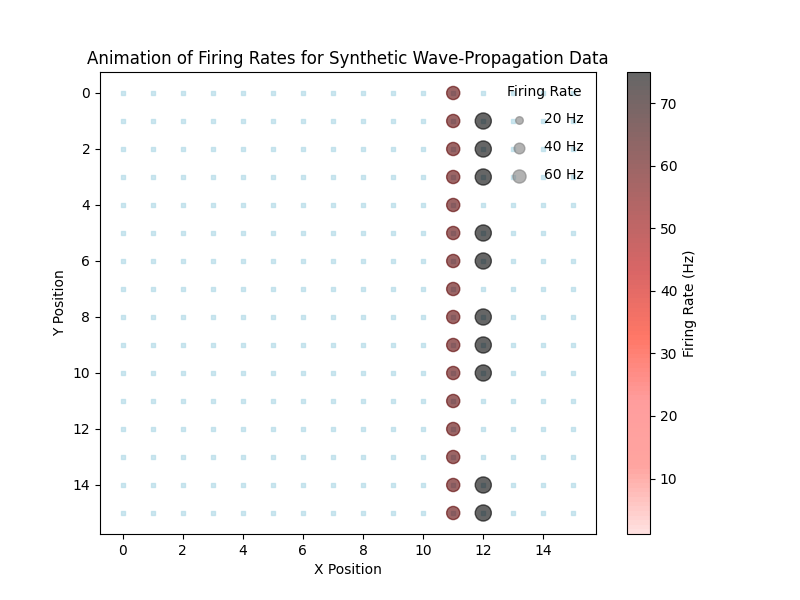 Animation of Firing Rates for Synthetic Wave-Propagation Data
Firing Rate
20 Hz
40 Hz
60 Hz
0
2
4
6
8
10
12
14
Y Position
0 2 4 6 8 10 12 14
X Position
70
60
50
40
30
20
10
Firing Rate (Hz)